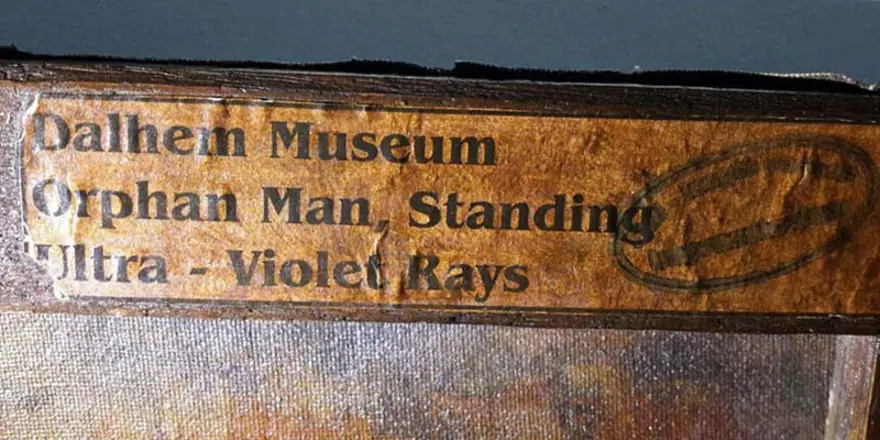 Dalhem Museum
Orphan Man, Standing
'Ultra - Violet Rays